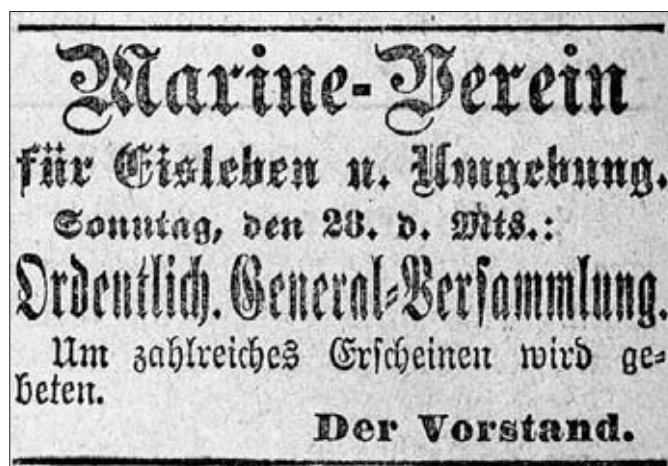 Marine-Verein
für Eisleben u. Umgebung.
Sonntag, den 28. d. Mts.:
Ordentlich. General-Versammlung.
Um zahlreiches Erscheinen wird ge-
beten.
Der Vorstand.